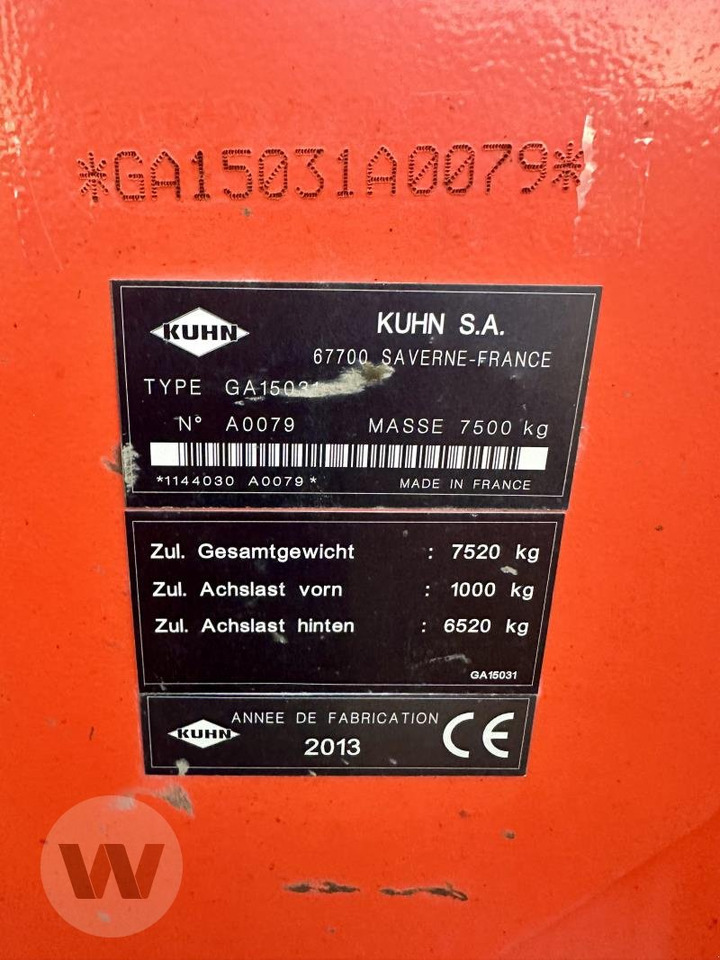 *GA15031A0079*
KUHN
KUHN S.A.
67700 SAVERNE-FRANCE
TYPE GA15031
N° A0079 MASSE 7500 kg
*1144030 A0079* MADE IN FRANCE
Zul. Gesamtgewicht : 7520 kg
Zul. Achslast vorn : 1000 kg
Zul. Achslast hinten : 6520 kg
GA15031
KUHN
ANNEE DE FABRICATION
2013
CE
W